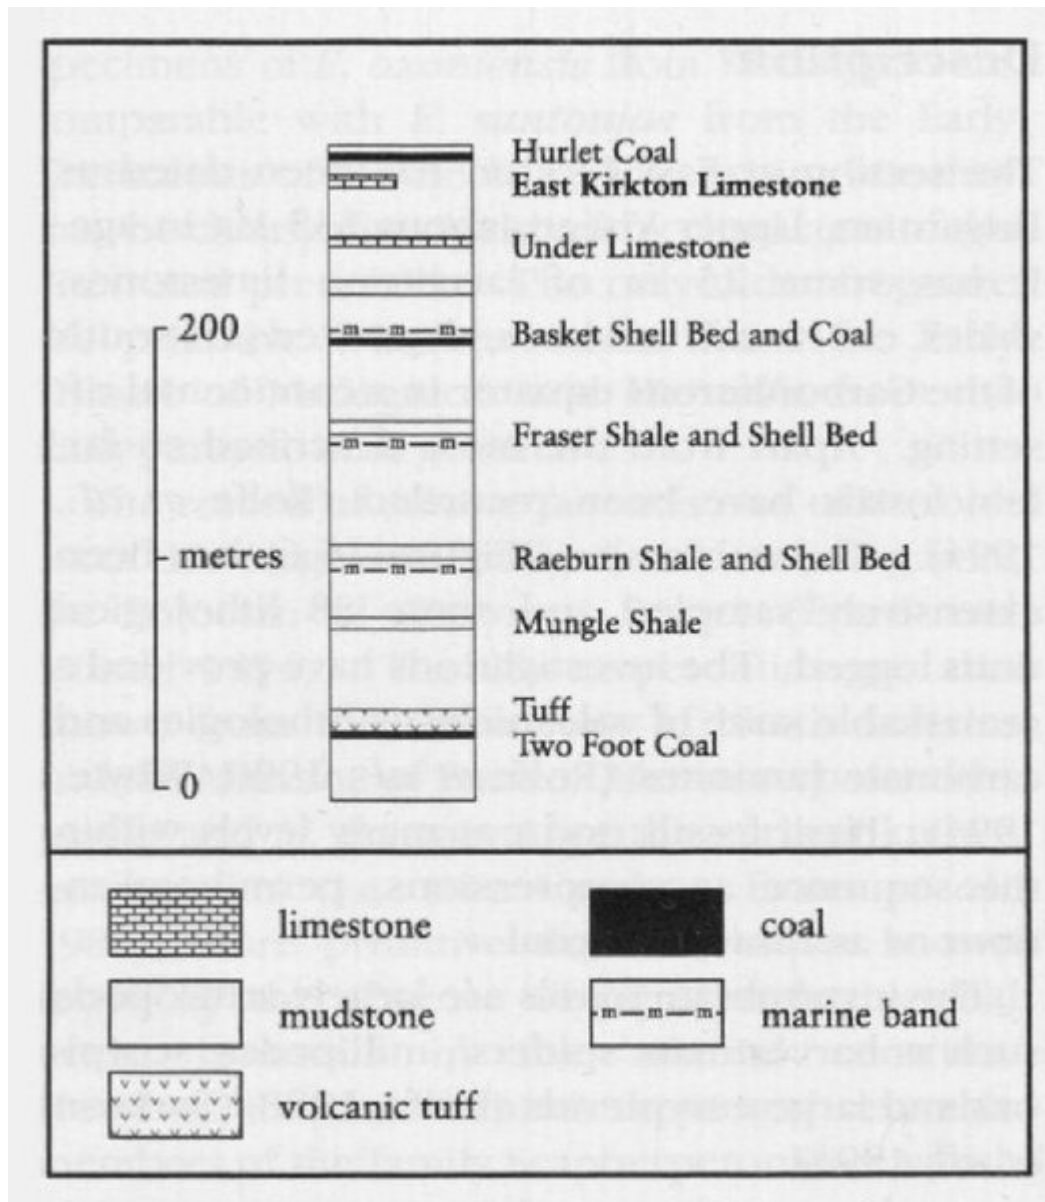 Hurlet Coal
East Kirkton Limestone
Under Limestone
200
m m m
Basket Shell Bed and Coal
Fraser Shale and Shell Bed
m m m
metres
Raeburn Shale and Shell Bed
m m m
Mungle Shale
Tuff
Two Foot Coal
0
limestone
coal
mudstone
m m m
marine band
volcanic tuff